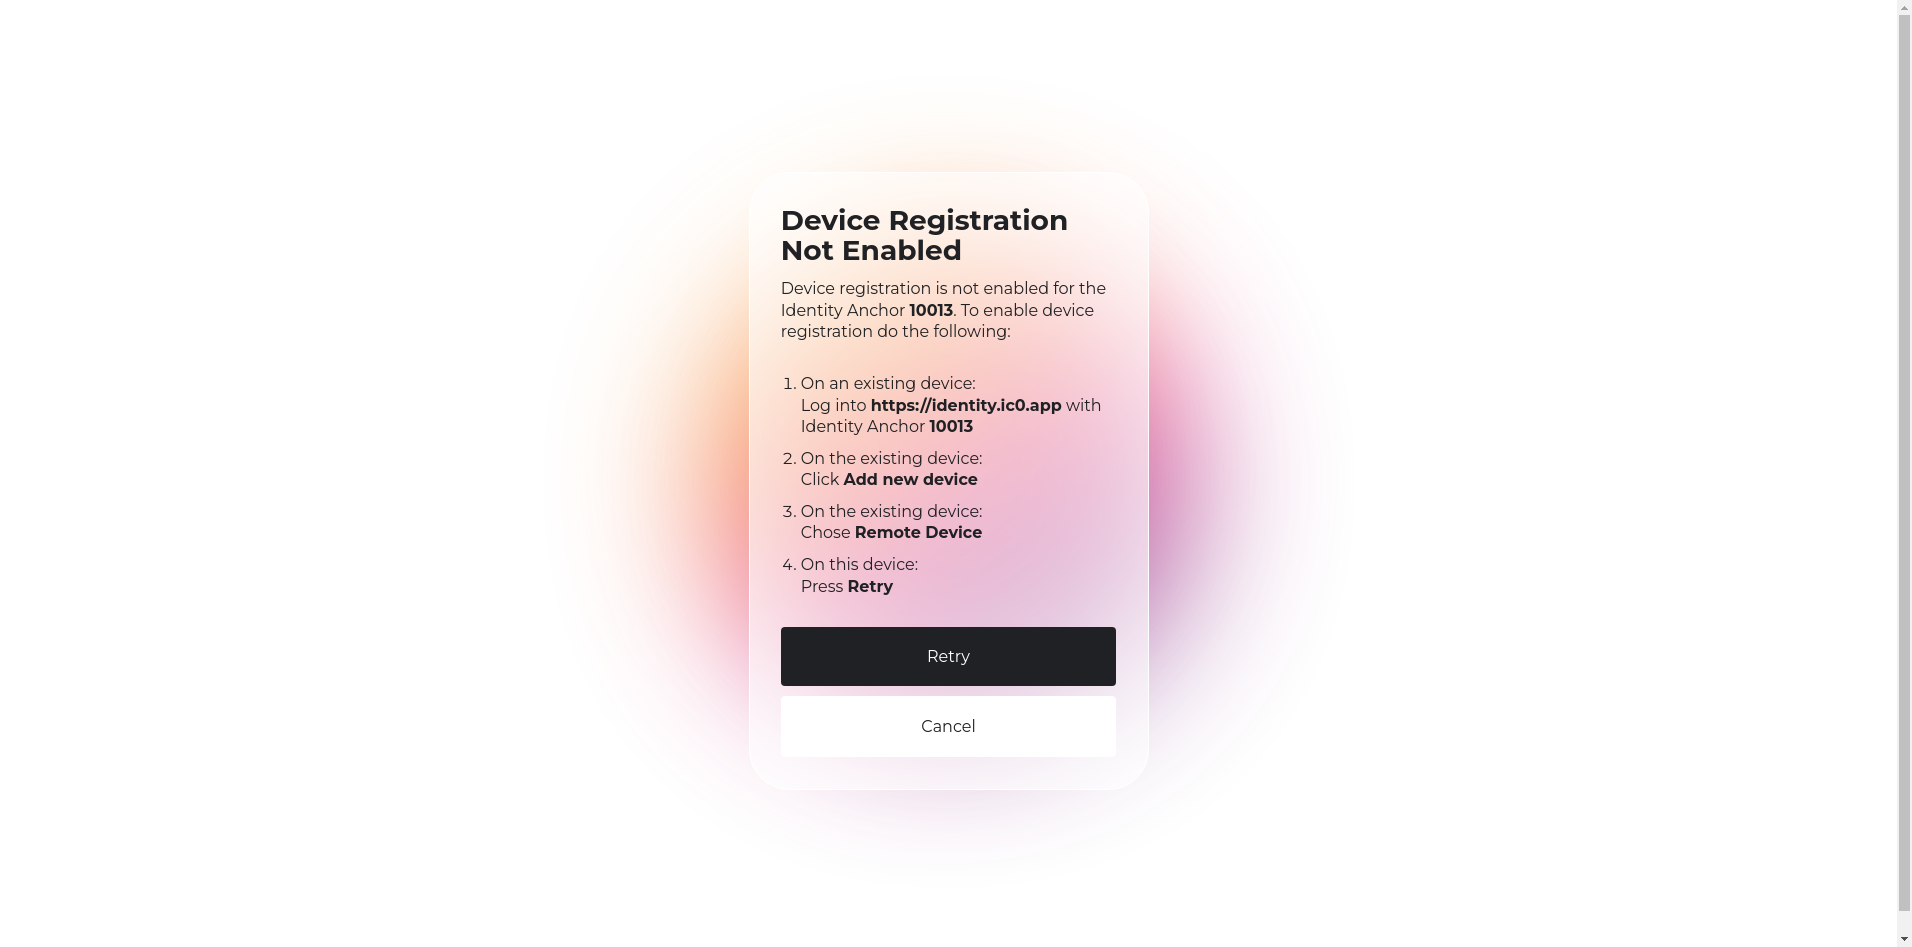 Device Registration
Not Enabled
Device registration is not enabled for the
Identity Anchor 10013. To enable device
registration do the following:
1. On an existing device:
Log into https://identity.ic0.app with
Identity Anchor 10013
2. On the existing device:
Click Add new device
3. On the existing device:
Chose Remote Device
4. On this device:
Press Retry
Retry
Cancel